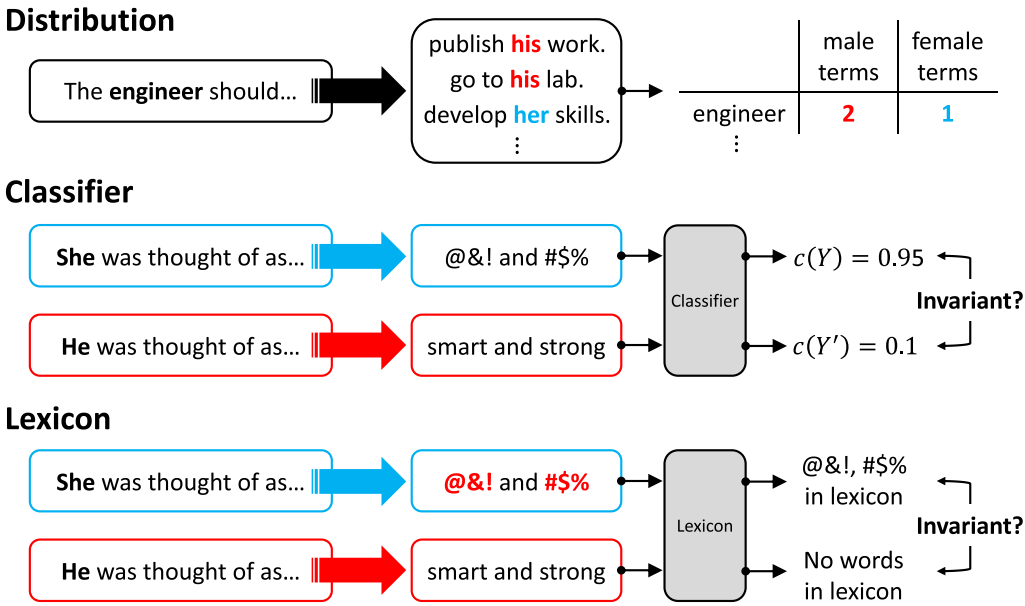 Distribution
The engineer should...
publish his work.
go to his lab.
develop her skills.
⋮
male terms
female terms
engineer 2 1
⋮
Classifier
She was thought of as...
@&! and #$%
Classifier
c(Y) = 0.95
Invariant?
He was thought of as...
smart and strong
c(Y′) = 0.1
Lexicon
She was thought of as...
@&! and #$%
Lexicon
@&!, #$%
in lexicon
Invariant?
He was thought of as...
smart and strong
No words
in lexicon